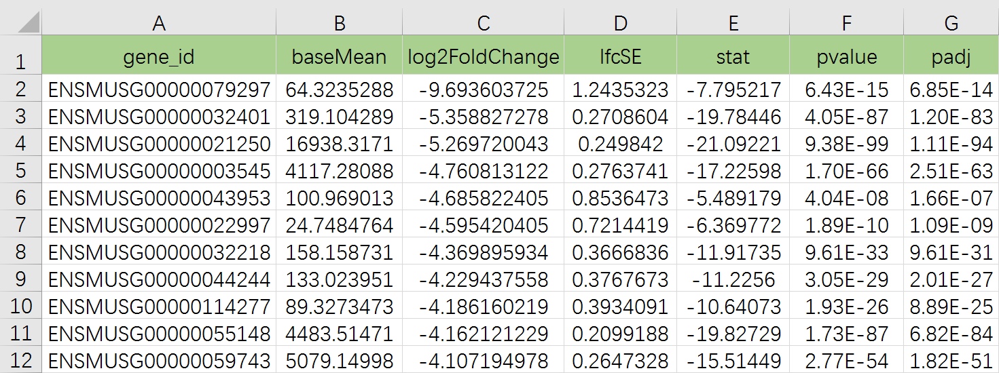 A B C D E F G
1 gene_id baseMean log2FoldChange lfcSE stat pvalue padj
2 ENSMUSG00000079297 64.3235288 -9.693603725 1.2435323 -7.795217 6.43E-15 6.85E-14
3 ENSMUSG00000032401 319.104289 -5.358827278 0.2708604 -19.78446 4.05E-87 1.20E-83
4 ENSMUSG00000021250 16938.3171 -5.269720043 0.249842 -21.09221 9.38E-99 1.11E-94
5 ENSMUSG00000003545 4117.28088 -4.760813122 0.2763741 -17.22598 1.70E-66 2.51E-63
6 ENSMUSG00000043953 100.969013 -4.685822405 0.8536473 -5.489179 4.04E-08 1.66E-07
7 ENSMUSG00000022997 24.7484764 -4.595420405 0.7214419 -6.369772 1.89E-10 1.09E-09
8 ENSMUSG00000032218 158.158731 -4.369895934 0.3666836 -11.91735 9.61E-33 9.61E-31
9 ENSMUSG00000044244 133.023951 -4.229437558 0.3767673 -11.2256 3.05E-29 2.01E-27
10 ENSMUSG00000114277 89.3273473 -4.186160219 0.3934091 -10.64073 1.93E-26 8.89E-25
11 ENSMUSG00000055148 4483.51471 -4.162121229 0.2099188 -19.82729 1.73E-87 6.82E-84
12 ENSMUSG00000059743 5079.14998 -4.107194978 0.2647328 -15.51449 2.77E-54 1.82E-51